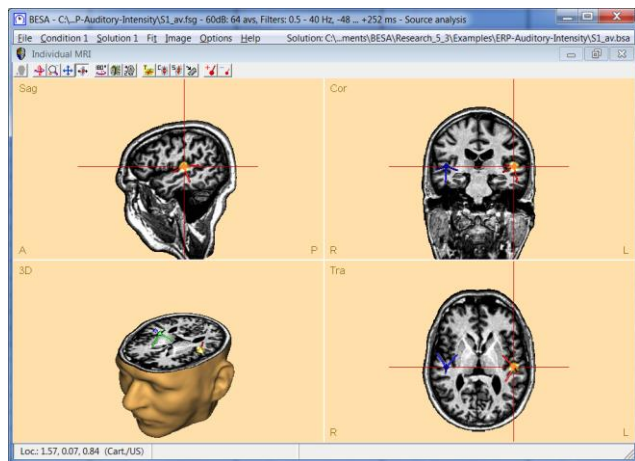 BESA - C:\...P-Auditory-Intensity\S1_av.fsg - 60dB: 64 avs, Filters: 0.5 - 40 Hz, -48 ... +252 ms - Source analysis
File Condition 1 Solution 1 Fit Image Options Help Solution: C:\...ments\BESA\Research_5_3\Examples\ERP-Auditory-Intensity\S1_av.bsa
Individual MRI
Sag
Cor
A
P
R
L
3D
Tra
R
L
Loc.: 1.57, 0.07, 0.84 (Cart./US)